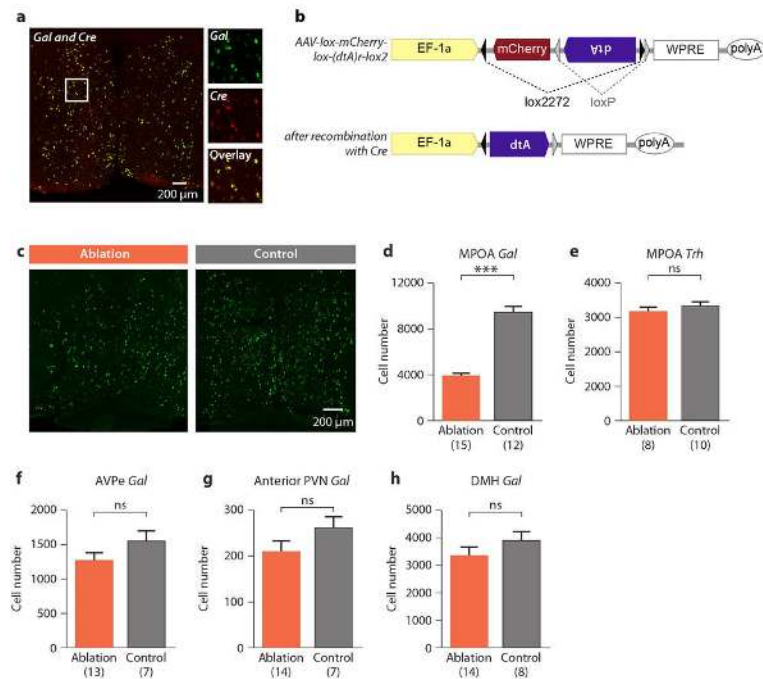 a
Gal and Cre
200 µm
Gal
Cre
Overlay
b
AAV-lox-mCherry-
lox-(dtA)r-lox2
EF-1a
mCherry
dtA
WPRE
polyA
lox2272
loxP
after recombination
with Cre
EF-1a
dtA
WPRE
polyA
c
Ablation
Control
200 µm
d
MPOA Gal
***
Cell number
12000
8000
4000
0
Ablation
(15)
Control
(12)
e
MPOA Trh
ns
Cell number
4000
3000
2000
1000
0
Ablation
(8)
Control
(10)
f
AVPe Gal
ns
Cell number
2000
1500
1000
500
0
Ablation
(13)
Control
(7)
g
Anterior PVN Gal
ns
Cell number
300
200
100
0
Ablation
(14)
Control
(7)
h
DMH Gal
ns
Cell number
5000
4000
3000
2000
1000
0
Ablation
(14)
Control
(8)